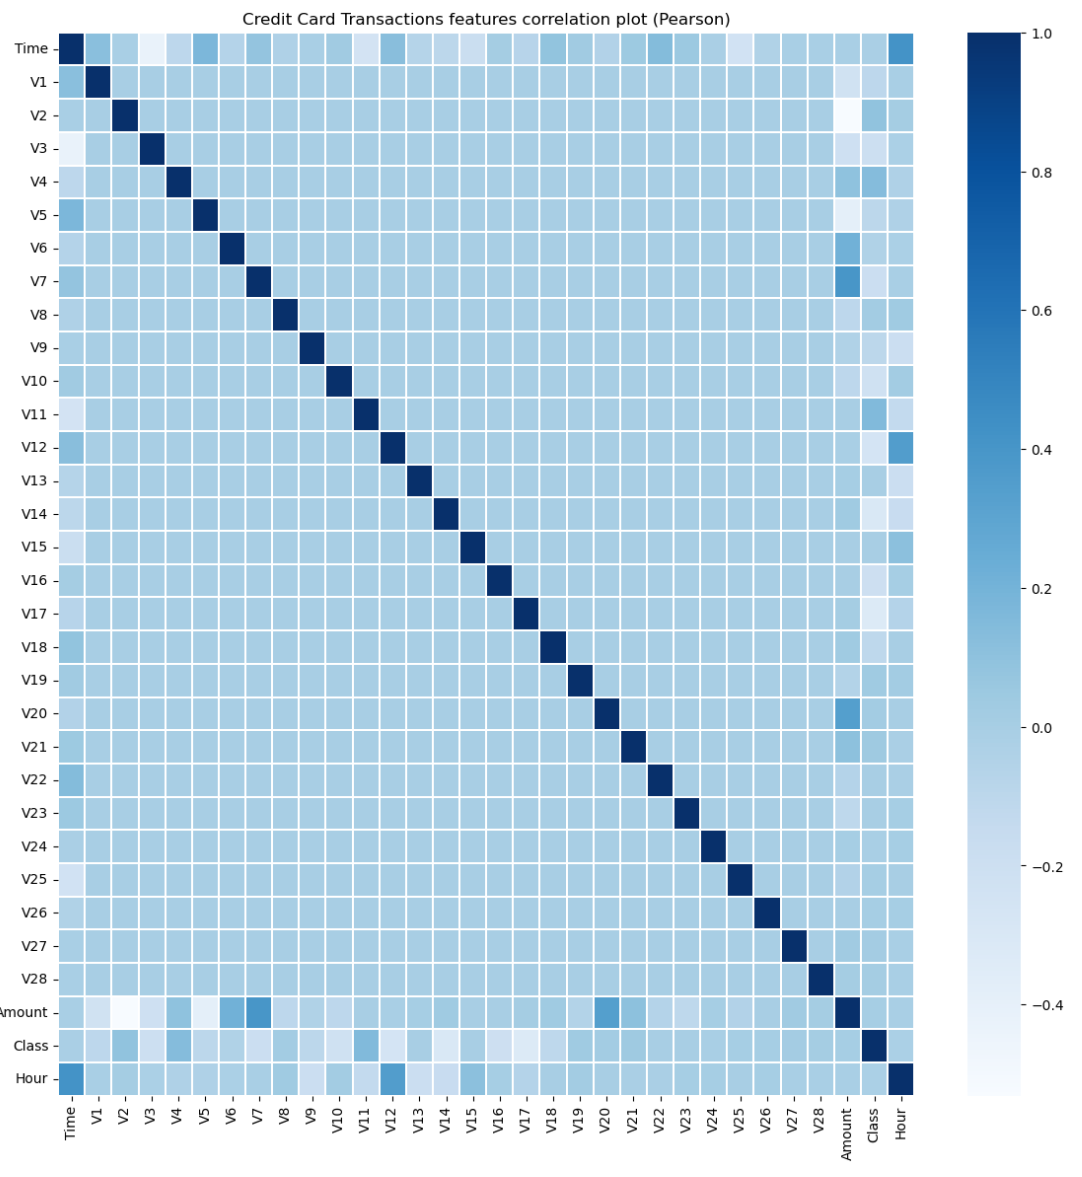 Credit Card Transactions features correlation plot (Pearson)
Time
V1
V2
V3
V4
V5
V6
V7
V8
V9
V10
V11
V12
V13
V14
V15
V16
V17
V18
V19
V20
V21
V22
V23
V24
V25
V26
V27
V28
Amount
Class
Hour
Time V1 V2 V3 V4 V5 V6 V7 V8 V9 V10 V11 V12 V13 V14 V15 V16 V17 V18 V19 V20 V21 V22 V23 V24 V25 V26 V27 V28 Amount Class Hour
1.0
0.8
0.6
0.4
0.2
0.0
−0.2
−0.4